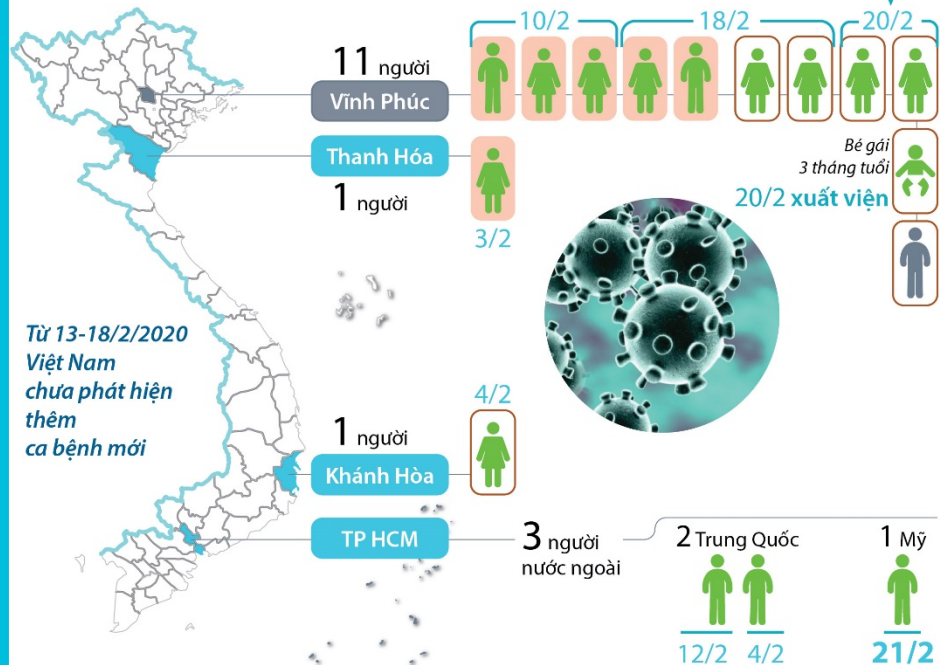 10/2
18/2
20/2
11 người
Vĩnh Phúc
Thanh Hóa
1 người
3/2
Bé gái
3 tháng tuổi
20/2 xuất viện
Từ 13-18/2/2020
Việt Nam
chưa phát hiện
thêm
ca bệnh mới
4/2
1 người
Khánh Hòa
TP HCM
3 người
nước ngoài
2 Trung Quốc
1 Mỹ
12/2
4/2
21/2